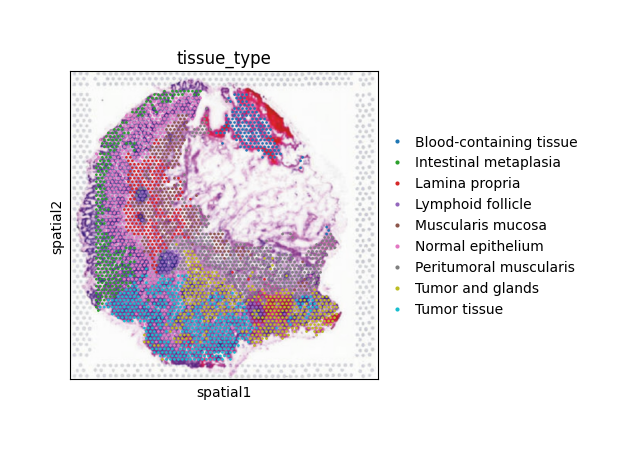 tissue_type
spatial2
spatial1
Blood-containing tissue
Intestinal metaplasia
Lamina propria
Lymphoid follicle
Muscularis mucosa
Normal epithelium
Peritumoral muscularis
Tumor and glands
Tumor tissue